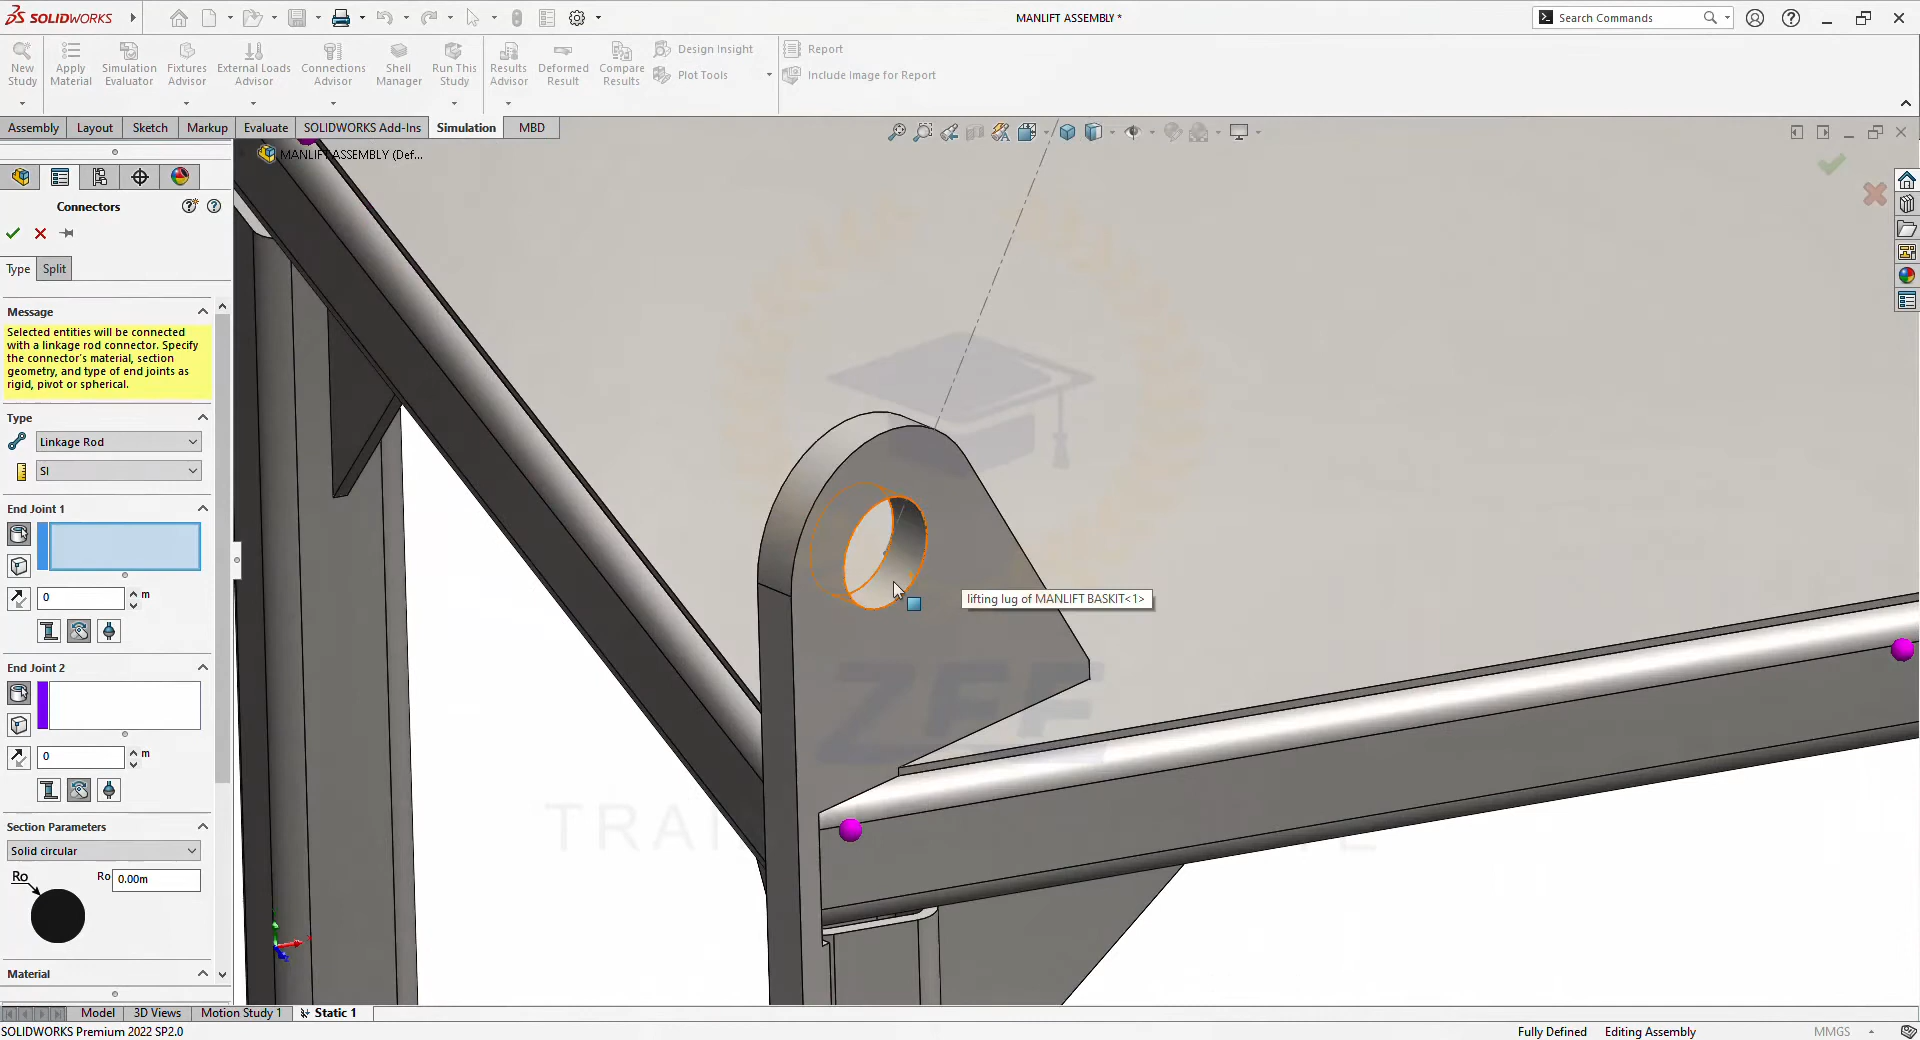 SOLIDWORKS
MANLIFT ASSEMBLY *
Search Commands
New Study
Apply Material
Simulation Evaluator
Fixtures Advisor
External Loads Advisor
Connections Advisor
Shell Manager
Run This Study
Results Advisor
Deformed Result
Compare Results
Design Insight
Plot Tools
Report
Include Image for Report
Assembly
Layout
Sketch
Markup
Evaluate
SOLIDWORKS Add-Ins
Simulation
MBD
MANLIFT ASSEMBLY (Def...
Connectors
Type
Split
Message
Selected entities will be connected
with a linkage rod connector. Specify
the connector's material, section
geometry, and type of end joints as
rigid, pivot or spherical.
Type
Linkage Rod
SI
End Joint 1
0 m
End Joint 2
0 m
Section Parameters
Solid circular
Ro
Ro 0.00m
Material
lifting lug of MANLIFT BASKIT<1>
ZEE
Model
3D Views
Motion Study 1
Static 1
SOLIDWORKS Premium 2022 SP2.0
Fully Defined
Editing Assembly
MMGS